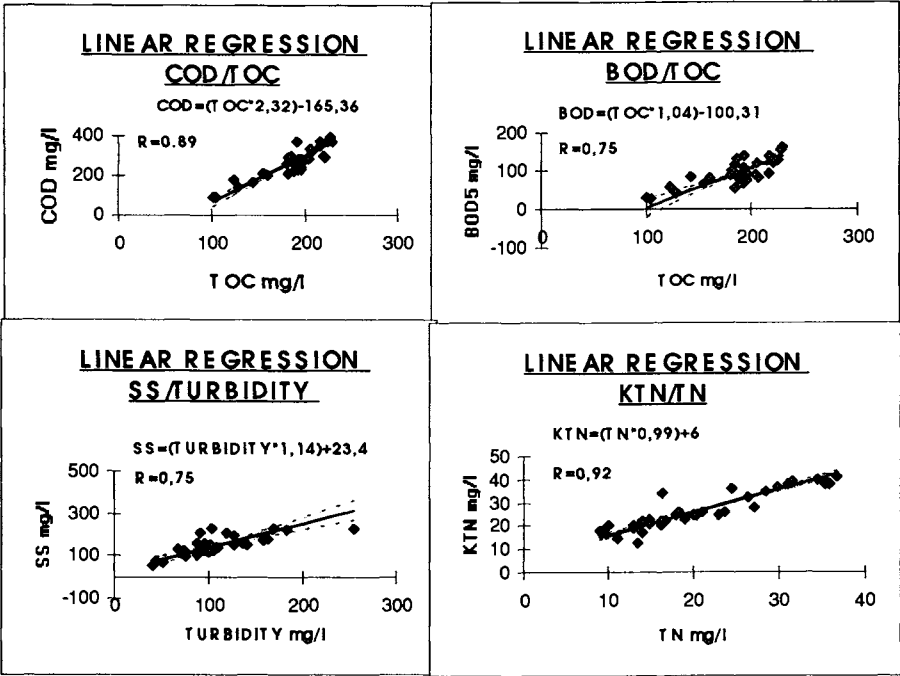 LINEAR REGRESSION
COD/TOC
COD=(TOC*2,32)-165,36
R=0.89
400
200
0
COD mg/l
0
100
200
300
TOC mg/l
LINEAR REGRESSION
BOD/TOC
BOD=(TOC*1,04)-100,31
R=0,75
200
100
0
-100
BOD5 mg/l
0
100
200
300
TOC mg/l
LINEAR REGRESSION
SS/TURBIDITY
SS=(TURBIDITY*1,14)+23,4
R=0,75
500
300
100
-100
SS mg/l
0
100
200
300
TURBIDITY mg/l
LINEAR REGRESSION
KTN/TN
KTN=(TN*0,99)+6
R=0,92
50
40
30
20
10
0
KTN mg/l
0
10
20
30
40
TN mg/l